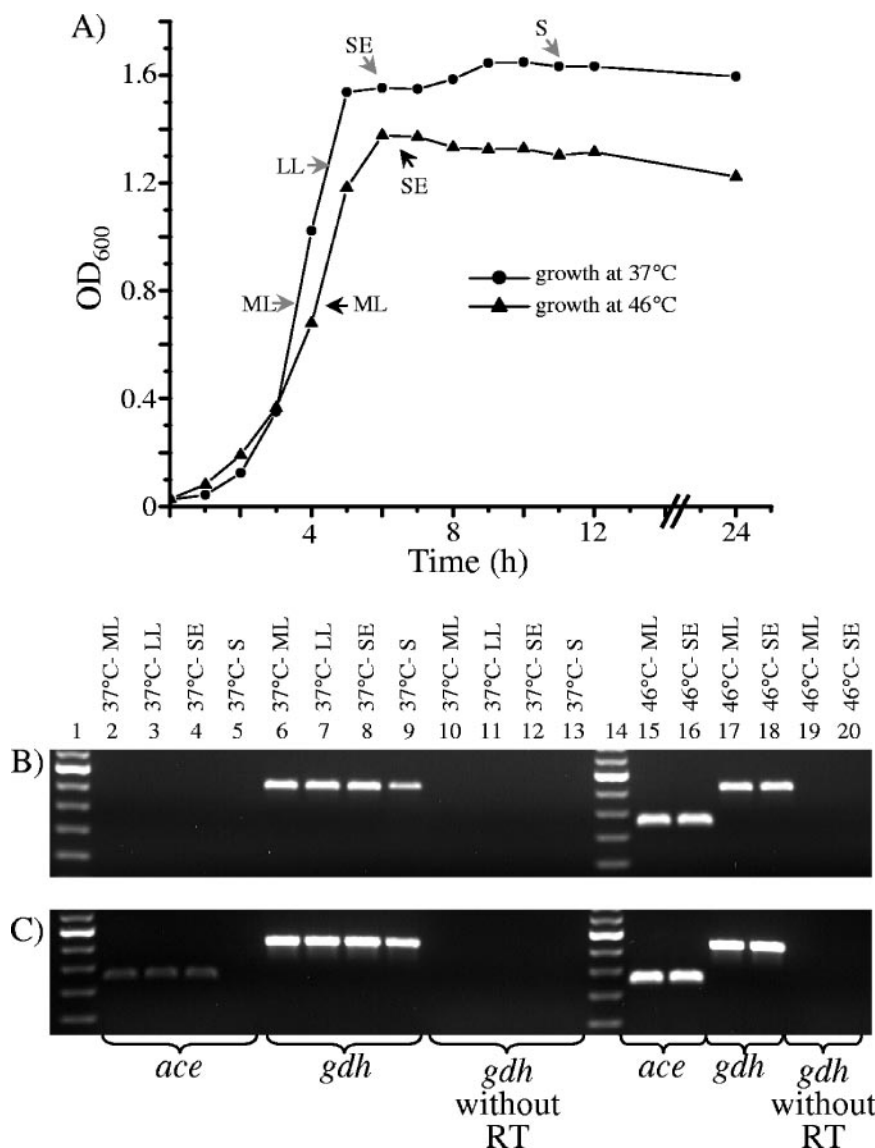 A)
SE
S
1.6
LL
1.2
SE
OD600
growth at 37°C
0.8
ML
ML
growth at 46°C
0.4
0
4
8
12
24
Time (h)
37°C- ML
37°C- LL
37°C- SE
37°C- S
37°C- ML
37°C- LL
37°C- SE
37°C- S
37°C- ML
37°C- LL
37°C- SE
37°C- S
46°C- ML
46°C- SE
46°C- ML
46°C- SE
46°C- ML
46°C- SE
1 2 3 4 5 6 7 8 9 10 11 12 13 14 15 16 17 18 19 20
B)
C)
ace
gdh
gdh
without
RT
ace
gdh
gdh
without
RT